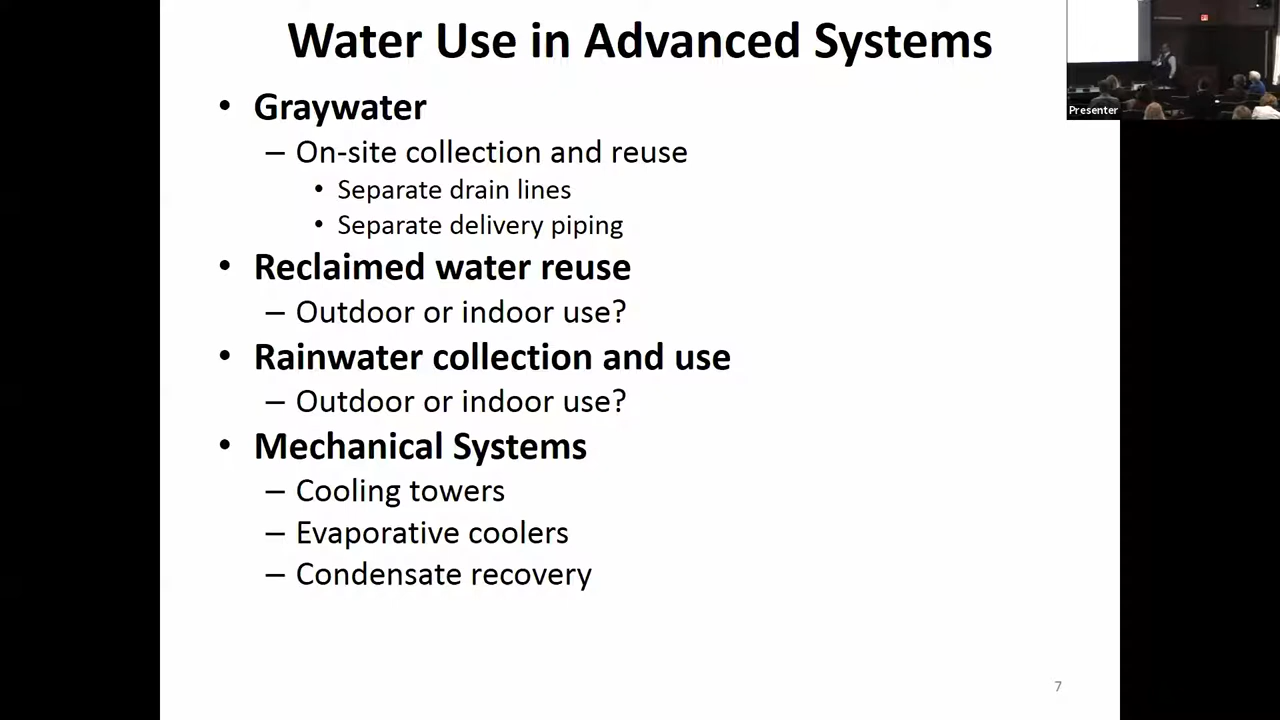 Water Use in Advanced Systems
• Graywater
– On-site collection and reuse
• Separate drain lines
• Separate delivery piping
• Reclaimed water reuse
– Outdoor or indoor use?
• Rainwater collection and use
– Outdoor or indoor use?
• Mechanical Systems
– Cooling towers
– Evaporative coolers
– Condensate recovery
7
Presenter